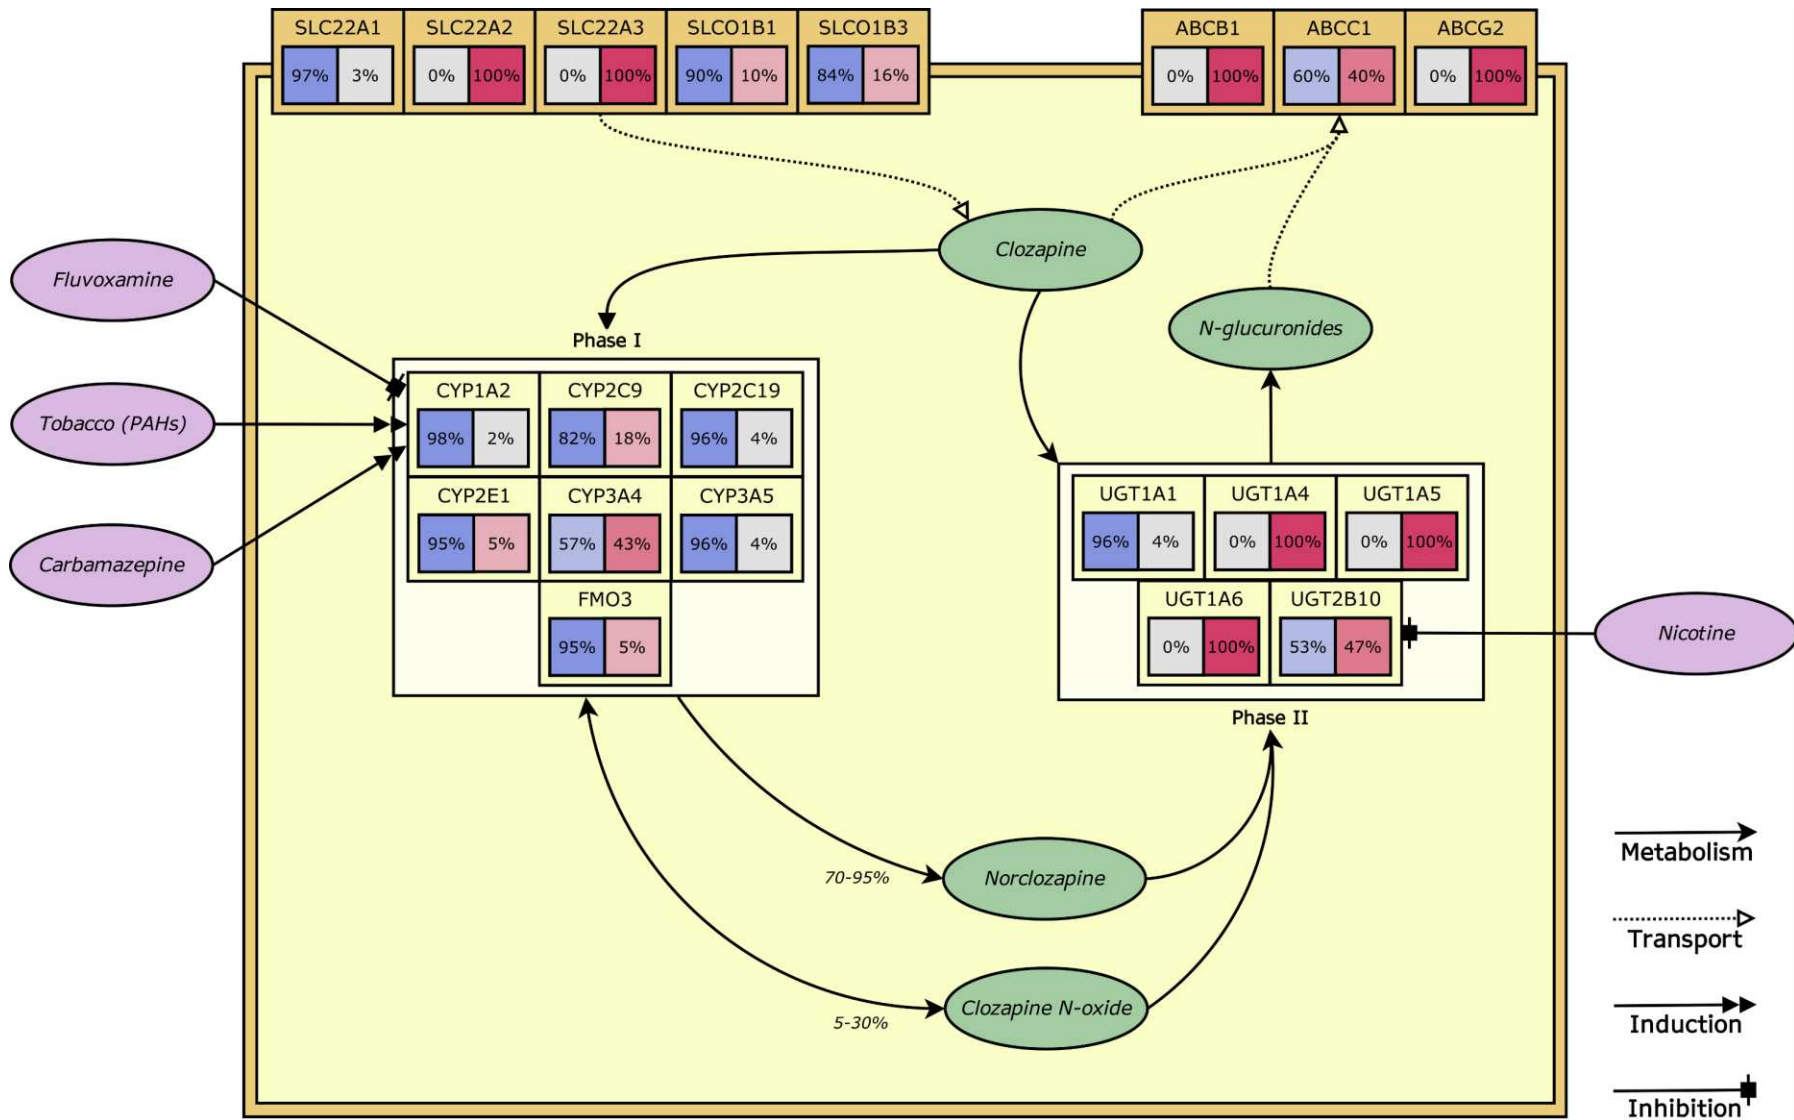 SLC22A1 SLC22A2 SLC22A3 SLCO1B1 SLCO1B3
97% 3% 0% 100% 0% 100% 90% 10% 84% 16%
ABCB1 ABCC1 ABCG2
0% 100% 60% 40% 0% 100%
Clozapine
Fluvoxamine
N-glucuronides
Phase I
Tobacco (PAHs)
Carbamazepine
CYP1A2 CYP2C9 CYP2C19
98% 2% 82% 18% 96% 4%
CYP2E1 CYP3A4 CYP3A5
95% 5% 57% 43% 96% 4%
FMO3
95% 5%
UGT1A1 UGT1A4 UGT1A5
96% 4% 0% 100% 0% 100%
UGT1A6 UGT2B10
0% 100% 53% 47%
Phase II
Nicotine
70-95%
Norclozapine
5-30%
Clozapine N-oxide
Metabolism
Transport
Induction
Inhibition